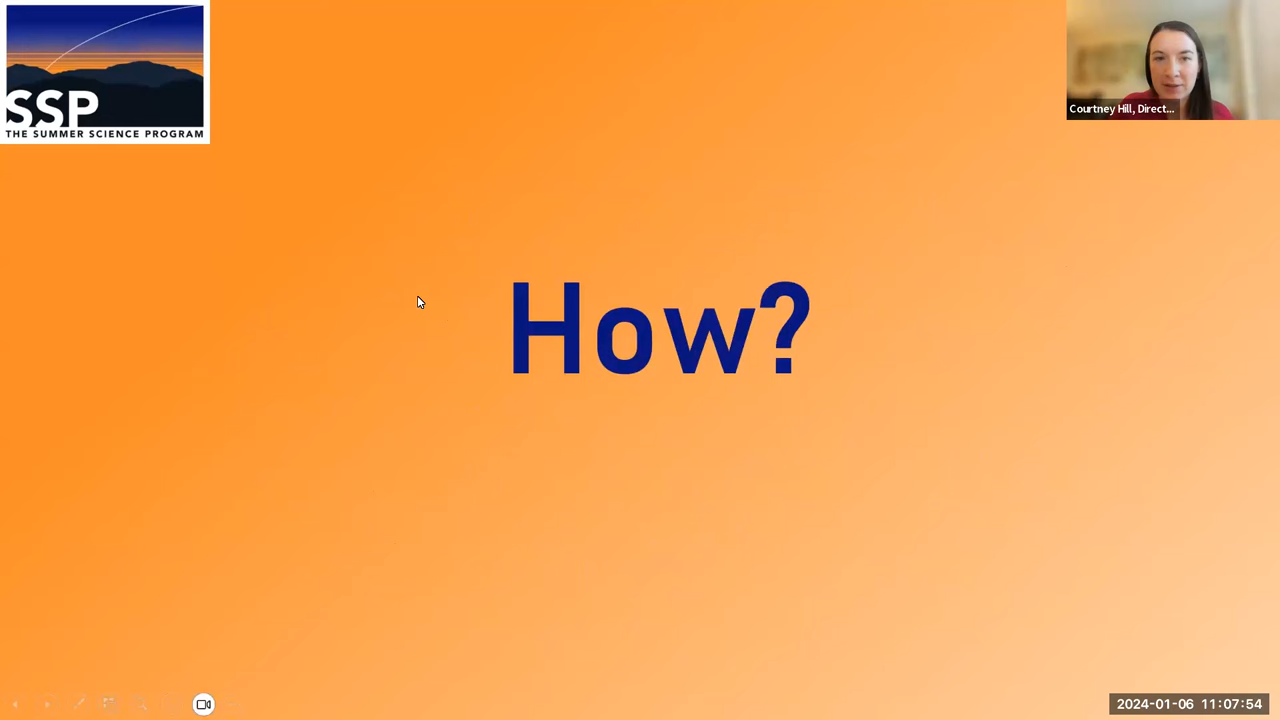 SSP
THE SUMMER SCIENCE PROGRAM
Courtney Hill, Direct...
How?
2024-01-06 11:07:54